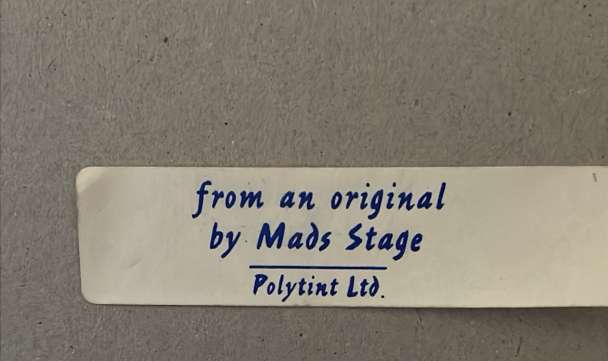 from an original
by Mads Stage
Polytint Ltd.